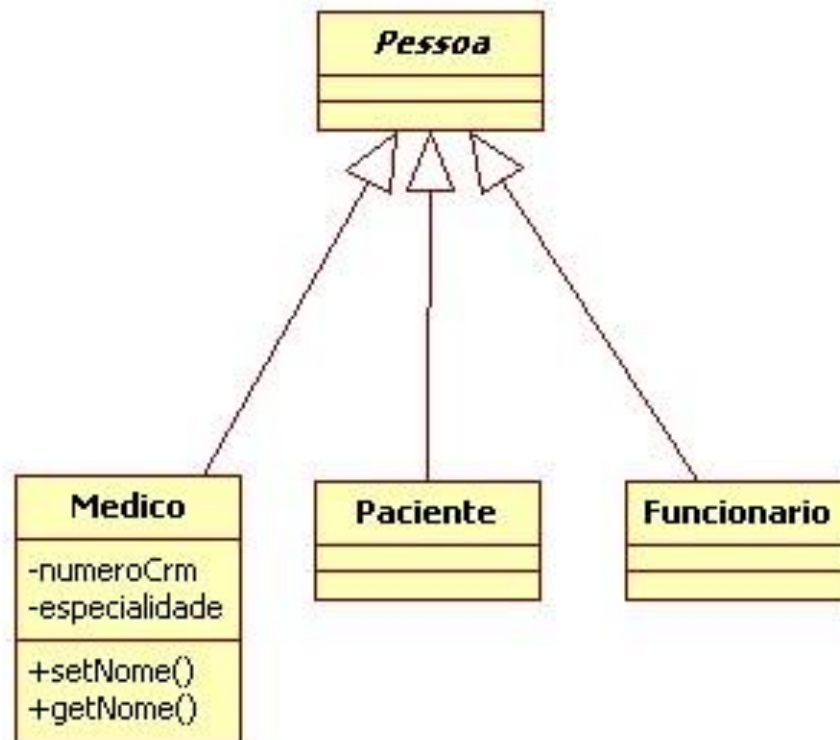 Pessoa
Medico
-numeroCrm
-especialidade
+setNome()
+getNome()
Paciente
Funcionario